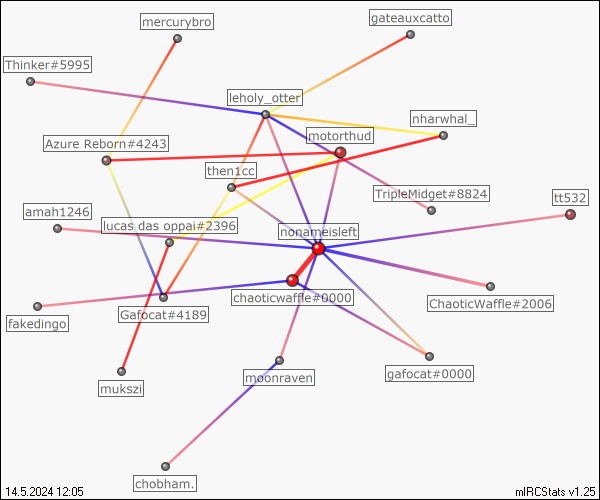 mercurybro
gateauxcatto
Thinker#5995
leholy_otter
nharwhal_
motorthud
Azure Reborn#4243
then1cc
TripleMidget#8824
tt532
amah1246
lucas das oppai#2396
nonameisleft
chaoticwaffle#0000
ChaoticWaffle#2006
fakedingo
Gafocat#4189
gafocat#0000
mukszi
moonraven
chobham.
14.5.2024 12:05
mIRCStats v1.25